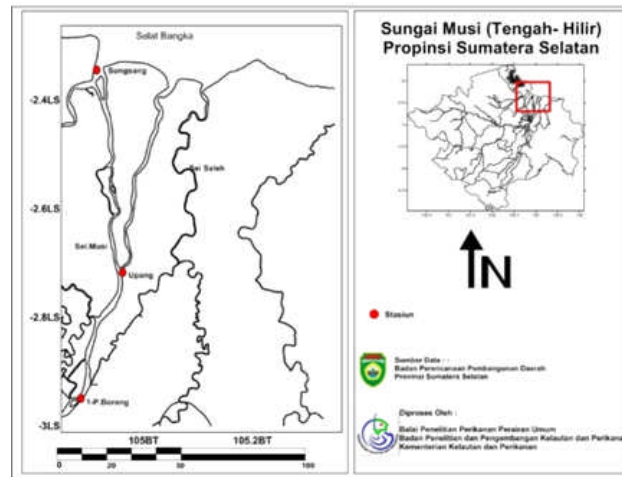 Selat Bangka
Sungsang
-2.4LS
Sei Saleh
-2.6LS
Sei.Musi
Upang
-2.8LS
1-P.Borang
-3LS
105BT 105.2BT
0 10 20 50 100
Sungai Musi (Tengah- Hilir)
Propinsi Sumatera Selatan
N
Stasiun
Sumber Data : -
Badan Perencanaan Pembangunan Daerah
Provinsi Sumatera Selatan
Diproses Oleh :
Balai Penelitian Perikanan Perairan Umum
Badan Penelitian dan Pengembangan Kelautan dan Perikana
Kementerian Kelautan dan Perikanan